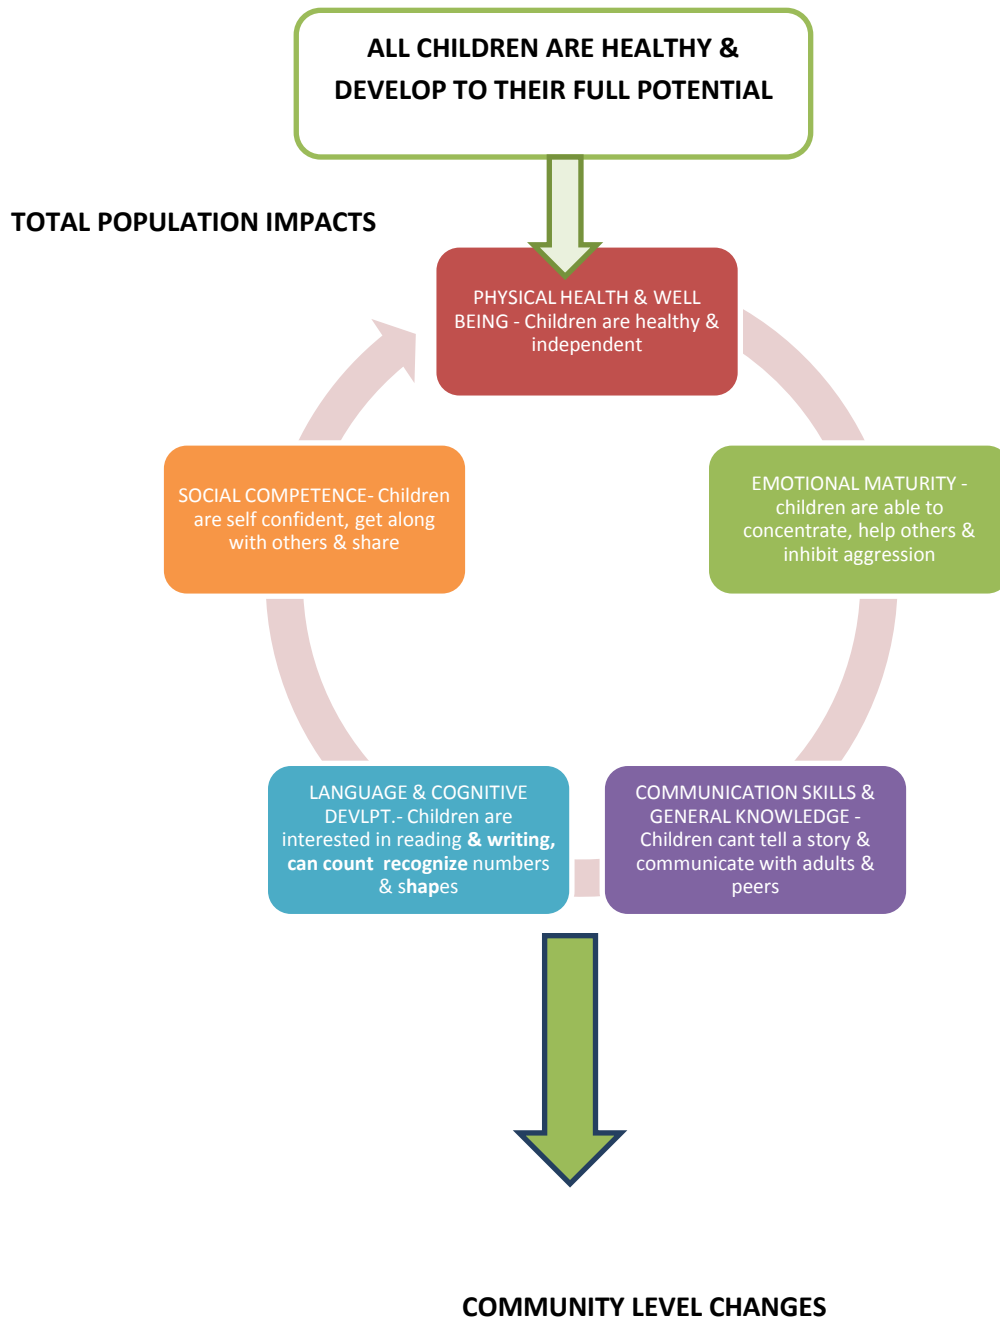 ALL CHILDREN ARE HEALTHY &
DEVELOP TO THEIR FULL POTENTIAL
TOTAL POPULATION IMPACTS
PHYSICAL HEALTH & WELL
BEING - Children are healthy &
independent
EMOTIONAL MATURITY -
children are able to
concentrate, help others &
inhibit aggression
COMMUNICATION SKILLS &
GENERAL KNOWLEDGE -
Children cant tell a story &
communicate with adults &
peers
LANGUAGE & COGNITIVE
DEVLPT.- Children are
interested in reading & writing,
can count  recognize numbers
& shapes
SOCIAL COMPETENCE- Children
are self confident, get along
with others & share
COMMUNITY LEVEL CHANGES